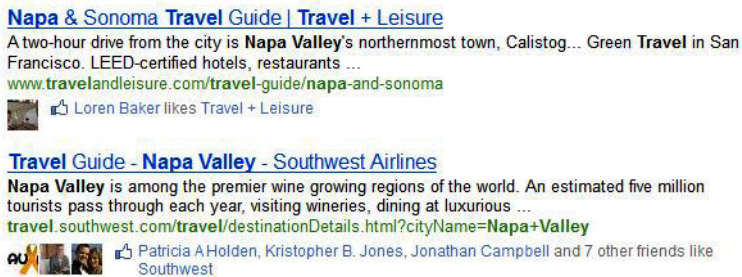 Napa & Sonoma Travel Guide | Travel + Leisure
A two-hour drive from the city is Napa Valley's northernmost town, Calistog... Green Travel in San
Francisco. LEED-certified hotels, restaurants ...
www.travelandleisure.com/travel-guide/napa-and-sonoma
Loren Baker likes Travel + Leisure
Travel Guide - Napa Valley - Southwest Airlines
Napa Valley is among the premier wine growing regions of the world. An estimated five million
tourists pass through each year, visiting wineries, dining at luxurious ...
travel.southwest.com/travel/destinationDetails.html?cityName=Napa+Valley
Patricia A Holden, Kristopher B. Jones, Jonathan Campbell and 7 other friends like
Southwest